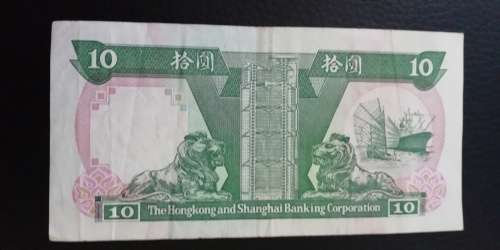 10 拾圓 拾圓 10
10 The Hongkong and Shanghai Banking Corporation 10